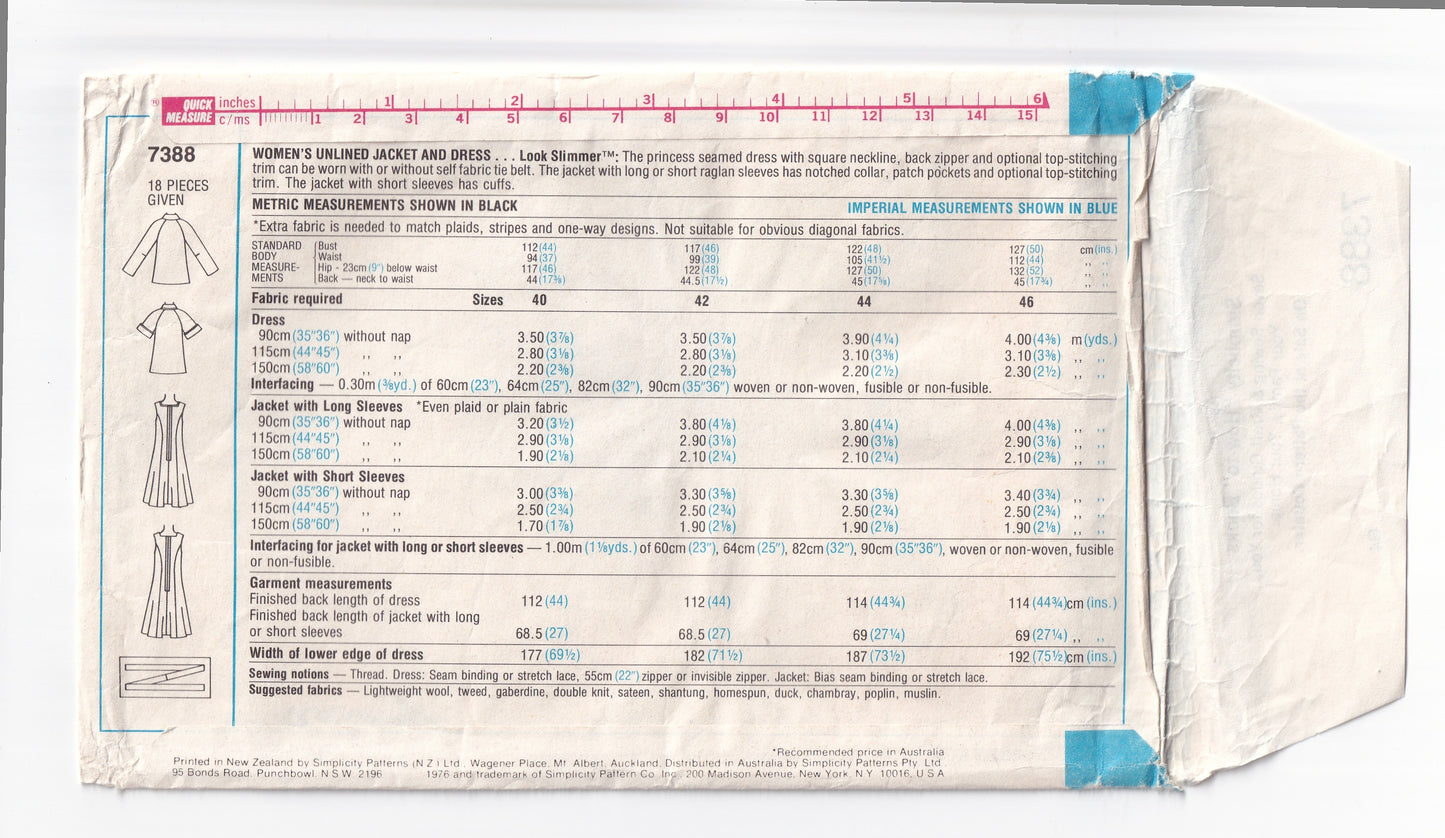 QUICK MEASURE inches 1 2 3 4 5 6
c/ms 1 2 3 4 5 6 7 8 9 10 11 12 13 14 15
7388
18 PIECES
GIVEN
WOMEN'S UNLINED JACKET AND DRESS . . . Look Slimmer™: The princess seamed dress with square neckline, back zipper and optional top-stitching
trim can be worn with or without self fabric tie belt. The jacket with long or short raglan sleeves has notched collar, patch pockets and optional top-stitching
trim. The jacket with short sleeves has cuffs.
METRIC MEASUREMENTS SHOWN IN BLACK IMPERIAL MEASUREMENTS SHOWN IN BLUE
*Extra fabric is needed to match plaids, stripes and one-way designs. Not suitable for obvious diagonal fabrics.
STANDARD Bust 112(44) 117(46) 122(48) 127(50) cm(ins.)
BODY Waist 94(37) 99(39) 105(41½) 112(44) ,, ,,
MEASURE- Hip - 23cm(9") below waist 117(46) 122(48) 127(50) 132(52) ,, ,,
MENTS Back — neck to waist 44(17⅜) 44.5(17½) 45(17⅝) 45(17¾) ,, ,,
Fabric required Sizes 40 42 44 46
Dress
90cm(35"36") without nap 3.50(3⅞) 3.50(3⅞) 3.90(4¼) 4.00(4⅜) m(yds.)
115cm(44"45") ,, ,, 2.80(3⅛) 2.80(3⅛) 3.10(3⅜) 3.10(3⅜) ,, ,,
150cm(58"60") ,, ,, 2.20(2⅜) 2.20(2⅜) 2.20(2½) 2.30(2½) ,, ,,
Interfacing — 0.30m(⅜yd.) of 60cm(23"), 64cm(25"), 82cm(32"), 90cm(35"36") woven or non-woven, fusible or non-fusible.
Jacket with Long Sleeves *Even plaid or plain fabric
90cm(35"36") without nap 3.20(3½) 3.80(4⅛) 3.80(4¼) 4.00(4⅜) ,, ,,
115cm(44"45") ,, ,, 2.90(3⅛) 2.90(3⅛) 2.90(3⅛) 2.90(3⅛) ,, ,,
150cm(58"60") ,, ,, 1.90(2⅛) 2.10(2¼) 2.10(2¼) 2.10(2⅜) ,, ,,
Jacket with Short Sleeves
90cm(35"36") without nap 3.00(3⅜) 3.30(3⅝) 3.30(3⅝) 3.40(3¾) ,, ,,
115cm(44"45") ,, ,, 2.50(2¾) 2.50(2¾) 2.50(2¾) 2.50(2¾) ,, ,,
150cm(58"60") ,, ,, 1.70(1⅞) 1.90(2⅛) 1.90(2⅛) 1.90(2⅛) ,, ,,
Interfacing for jacket with long or short sleeves — 1.00m(1⅛yds.) of 60cm(23"), 64cm(25"), 82cm(32"), 90cm(35"36"), woven or non-woven, fusible
or non-fusible.
Garment measurements
Finished back length of dress 112(44) 112(44) 114(44¾) 114(44¾)cm(ins.)
Finished back length of jacket with long
or short sleeves 68.5(27) 68.5(27) 69(27¼) 69(27¼) ,, ,,
Width of lower edge of dress 177(69½) 182(71½) 187(73½) 192(75½)cm(ins.)
Sewing notions — Thread. Dress: Seam binding or stretch lace, 55cm(22") zipper or invisible zipper. Jacket: Bias seam binding or stretch lace.
Suggested fabrics — Lightweight wool, tweed, gaberdine, double knit, sateen, shantung, homespun, duck, chambray, poplin, muslin.
*Recommended price in Australia
Printed in New Zealand by Simplicity Patterns (N Z ) Ltd., Wagener Place, Mt. Albert, Auckland. Distributed in Australia by Simplicity Patterns Pty. Ltd.
95 Bonds Road, Punchbowl. N S W 2196 1976 and trademark of Simplicity Pattern Co. Inc., 200 Madison Avenue, New York, N.Y. 10016, U S A